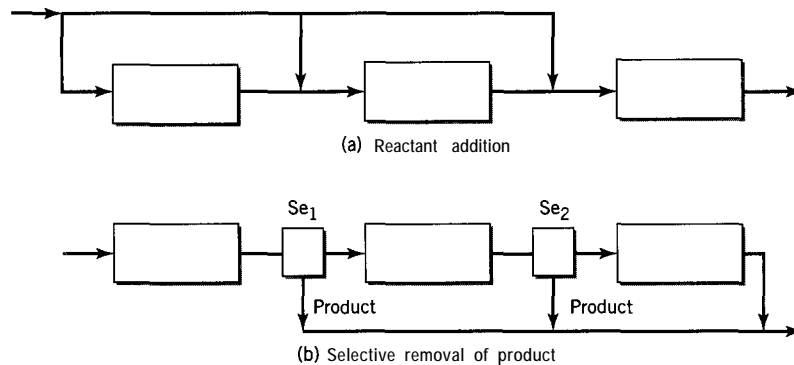 (a) Reactant addition
Se₁ Se₂
Product Product
(b) Selective removal of product